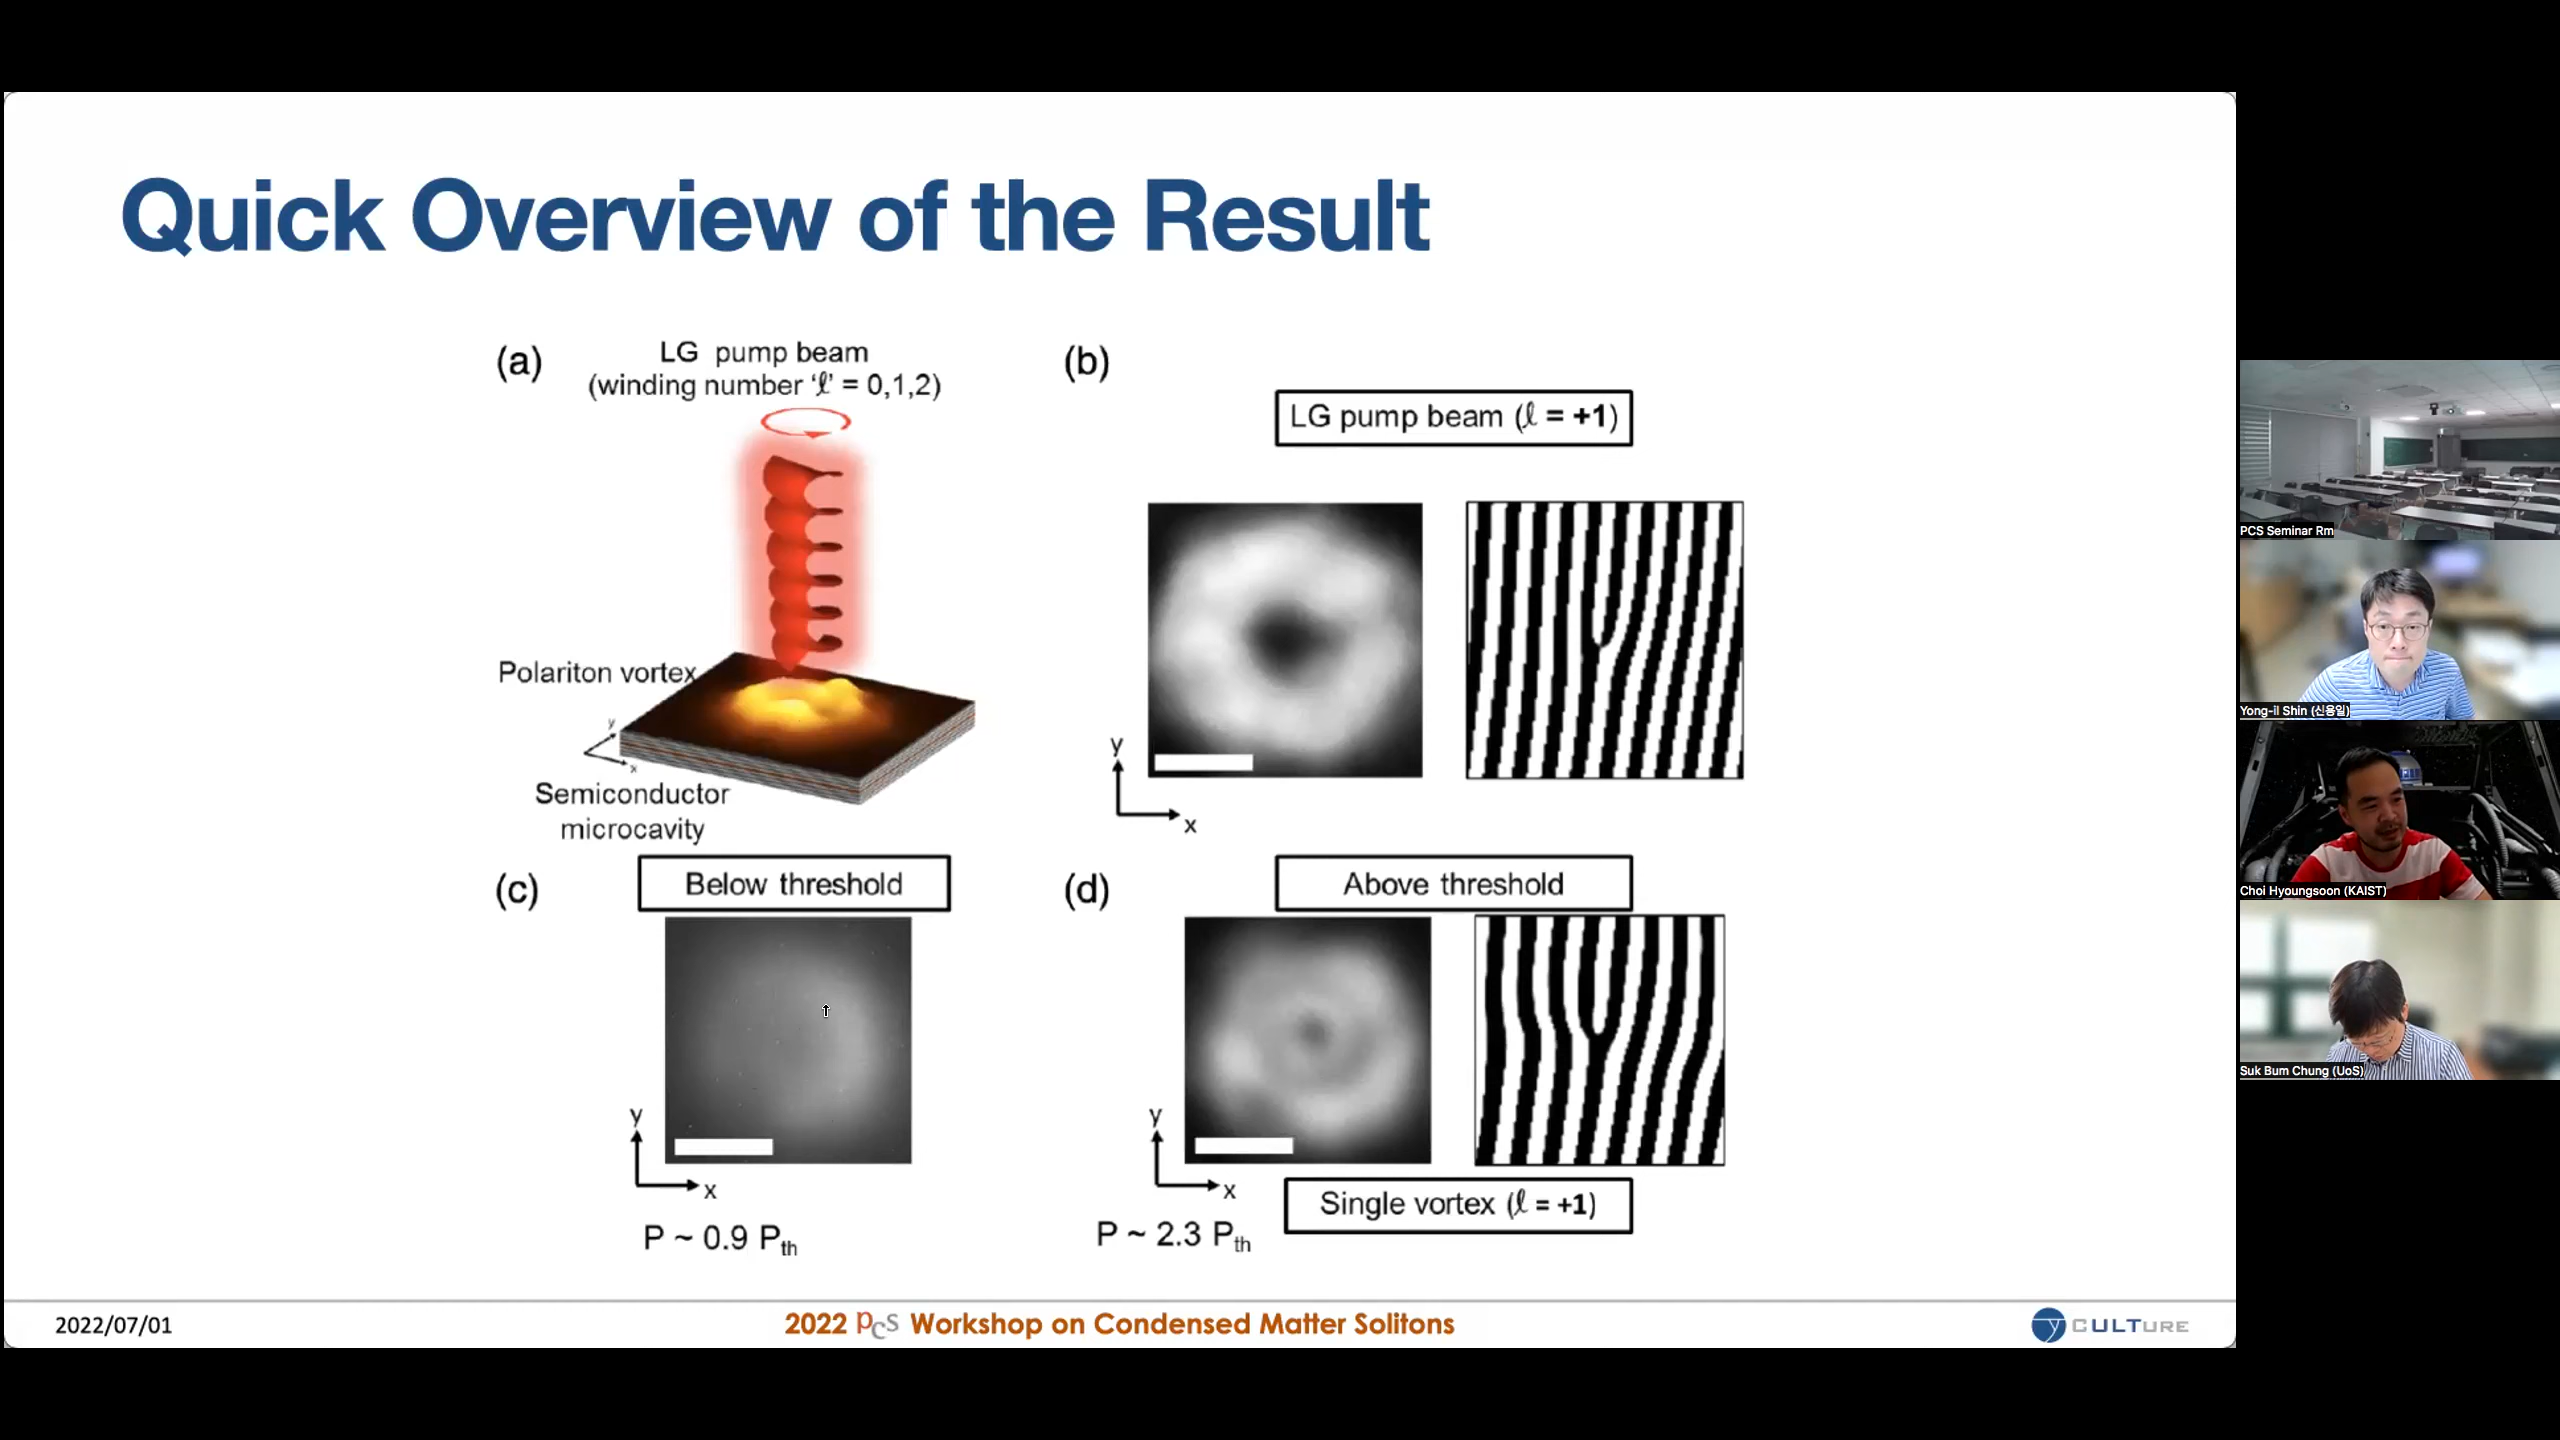 Quick Overview of the Result
(a)
LG pump beam
(winding number ‘ℓ’ = 0,1,2)
Polariton vortex
y
x
Semiconductor
microcavity
(b)
LG pump beam (ℓ = +1)
y
x
(c)
Below threshold
y
x
P ~ 0.9 Pth
(d)
Above threshold
y
x
P ~ 2.3 Pth
Single vortex (ℓ = +1)
2022/07/01
2022 PCS Workshop on Condensed Matter Solitons
CULTURE
PCS Seminar Rm
Yong-il Shin (신용일)
Choi Hyoungsoon (KAIST)
Suk Bum Chung (UoS)